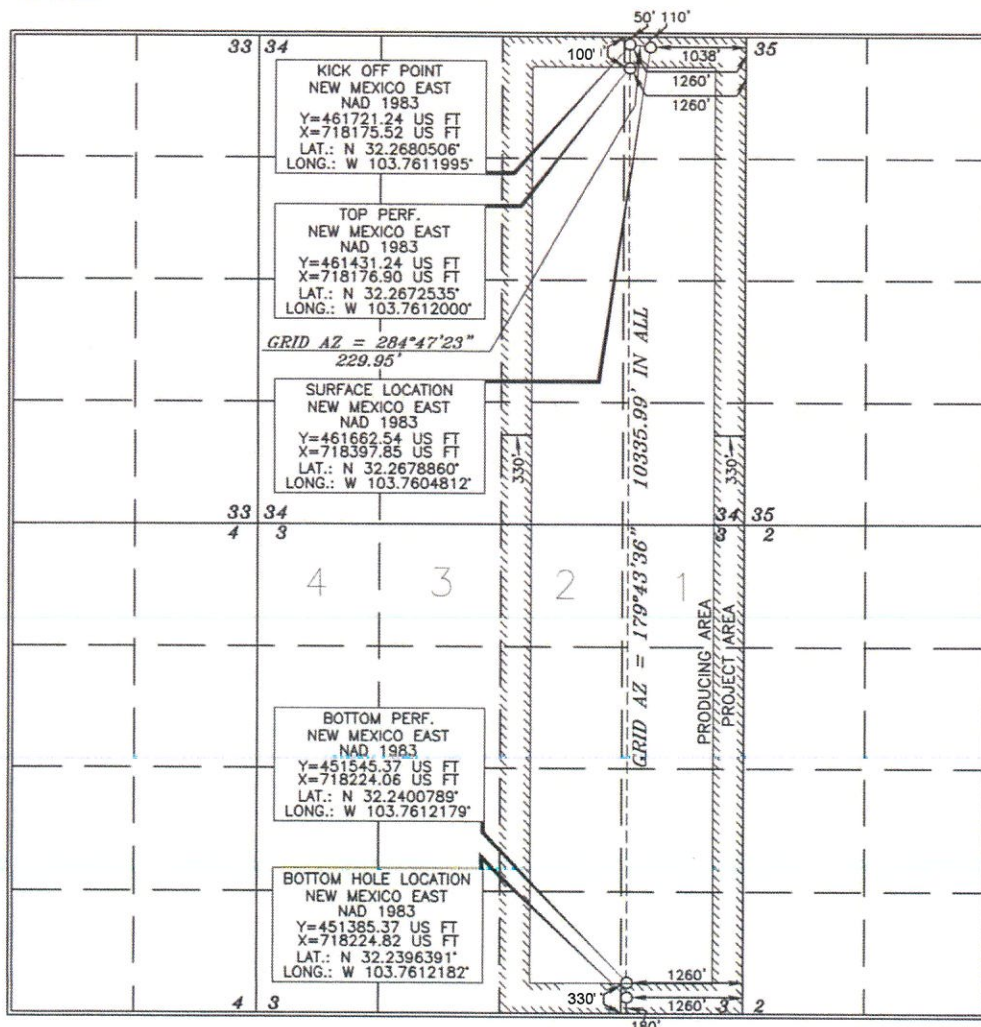 50' 110'
33 34
35
100'
1038'
1260'
1260'
KICK OFF POINT
NEW MEXICO EAST
NAD 1983
Y=461721.24 US FT
X=718175.52 US FT
LAT.: N 32.2680506°
LONG.: W 103.7611995°
TOP PERF.
NEW MEXICO EAST
NAD 1983
Y=461431.24 US FT
X=718176.90 US FT
LAT.: N 32.2672535°
LONG.: W 103.7612000°
GRID AZ = 284°47'23"
229.95'
SURFACE LOCATION
NEW MEXICO EAST
NAD 1983
Y=461662.54 US FT
X=718397.85 US FT
LAT.: N 32.2678860°
LONG.: W 103.7604812°
330'
330'
GRID AZ = 179°43'36" 10335.99' IN ALL
33 34
4 3
34 35
3 2
4 3 2 1
PRODUCING AREA
PROJECT AREA
BOTTOM PERF.
NEW MEXICO EAST
NAD 1983
Y=451545.37 US FT
X=718224.06 US FT
LAT.: N 32.2400789°
LONG.: W 103.7612179°
BOTTOM HOLE LOCATION
NEW MEXICO EAST
NAD 1983
Y=451385.37 US FT
X=718224.82 US FT
LAT.: N 32.2396391°
LONG.: W 103.7612182°
1260'
330'
1260'
4 3
3 2
180'